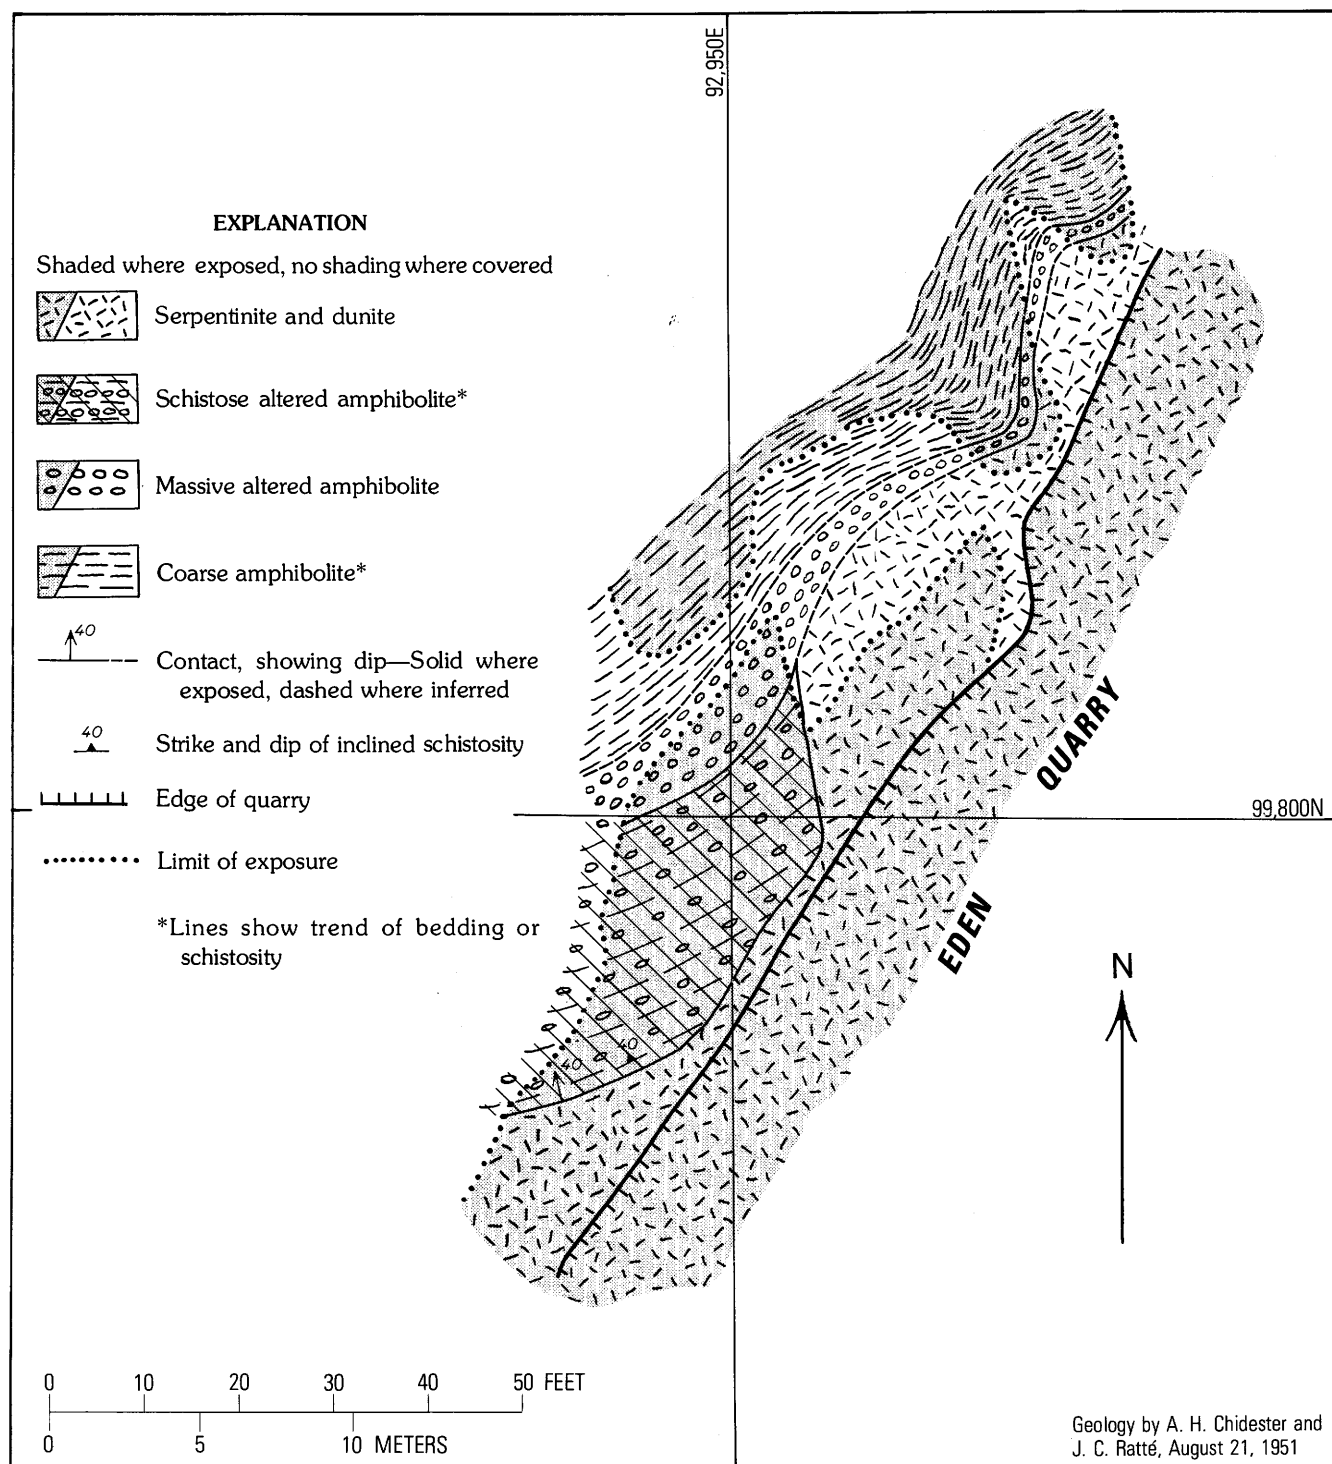 92,950E
EXPLANATION
Shaded where exposed, no shading where covered
Serpentinite and dunite
Schistose altered amphibolite*
Massive altered amphibolite
Coarse amphibolite*
40
Contact, showing dip—Solid where
exposed, dashed where inferred
40
Strike and dip of inclined schistosity
Edge of quarry
Limit of exposure
*Lines show trend of bedding or
schistosity
99,800N
EDEN QUARRY
N
40
40
0 10 20 30 40 50 FEET
0 5 10 METERS
Geology by A. H. Chidester and
J. C. Ratté, August 21, 1951